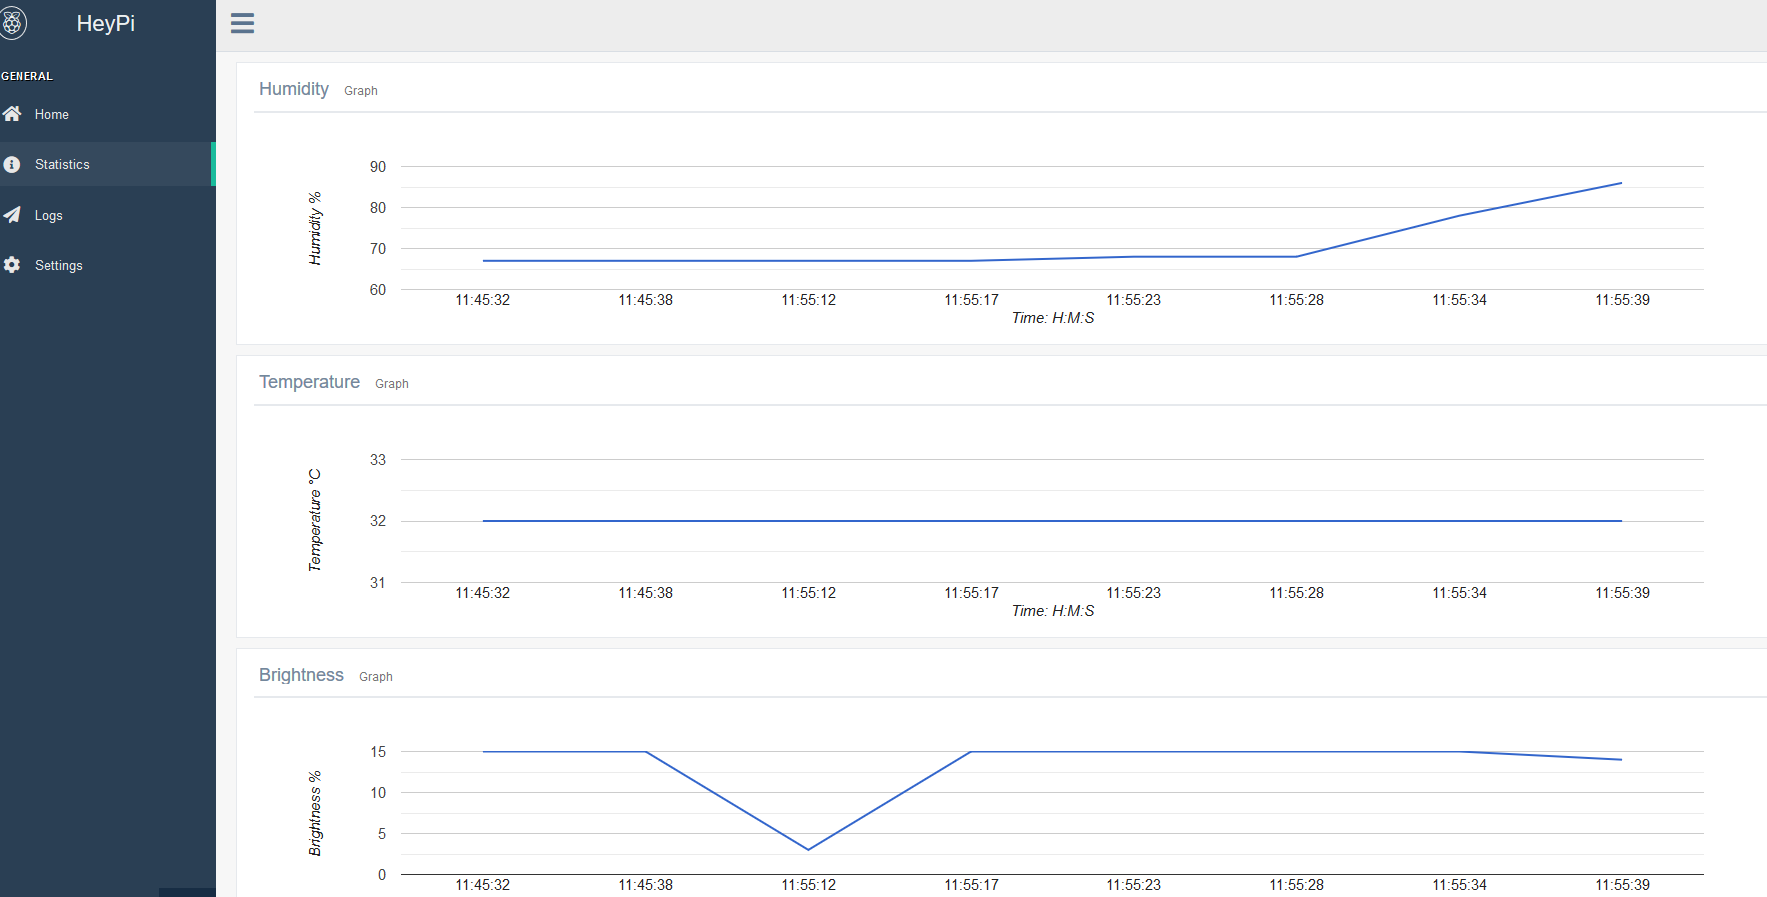 HeyPi
GENERAL
Home
Statistics
Logs
Settings
Humidity Graph
90
80
70
60
Humidity %
11:45:32 11:45:38 11:55:12 11:55:17 11:55:23 11:55:28 11:55:34 11:55:39
Time: H:M:S
Temperature Graph
33
32
31
Temperature °C
11:45:32 11:45:38 11:55:12 11:55:17 11:55:23 11:55:28 11:55:34 11:55:39
Time: H:M:S
Brightness Graph
15
10
5
0
Brightness %
11:45:32 11:45:38 11:55:12 11:55:17 11:55:23 11:55:28 11:55:34 11:55:39